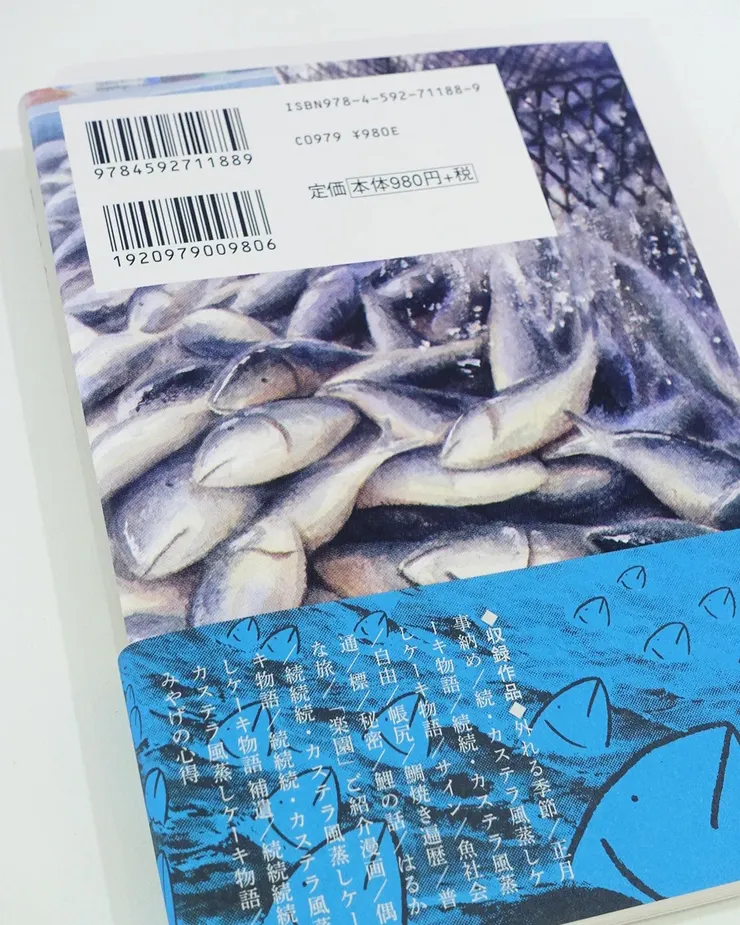 ISBN978-4-592-71188-9
C0979 ¥980E
9784592711889
定価 本体980円+税
1920979009806
◆収録作品◆外れる季節/正月
事納め/続・カステラ風蒸しケ
ーキ物語/続続・カステラ風蒸
しケーキ物語/サイン/魚社会
/自由/帳尻/鯛焼き遍歴/普
通/標/秘密/鯉の話/はるか
な旅/「楽園」ご紹介漫画/偶
/続続続・カステラ風蒸しケー
キ物語/続続続・カステラ風蒸
しケーキ物語 補遺/続続続続
カステラ風蒸しケーキ物語/
みやげの心得